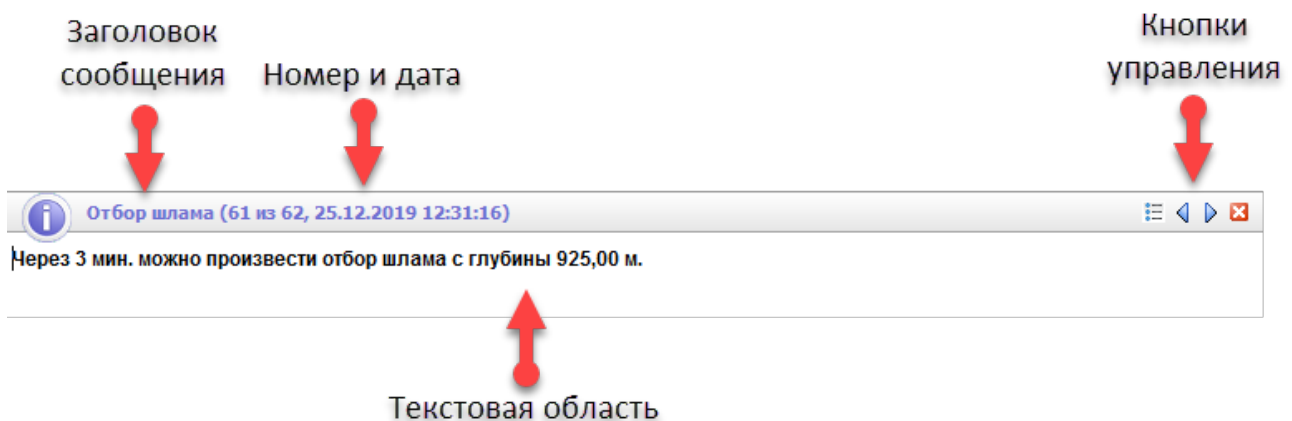 Заголовок
сообщения
Номер и дата
Кнопки
управления
Отбор шлама (61 из 62, 25.12.2019 12:31:16)
Через 3 мин. можно произвести отбор шлама с глубины 925,00 м.
Текстовая область